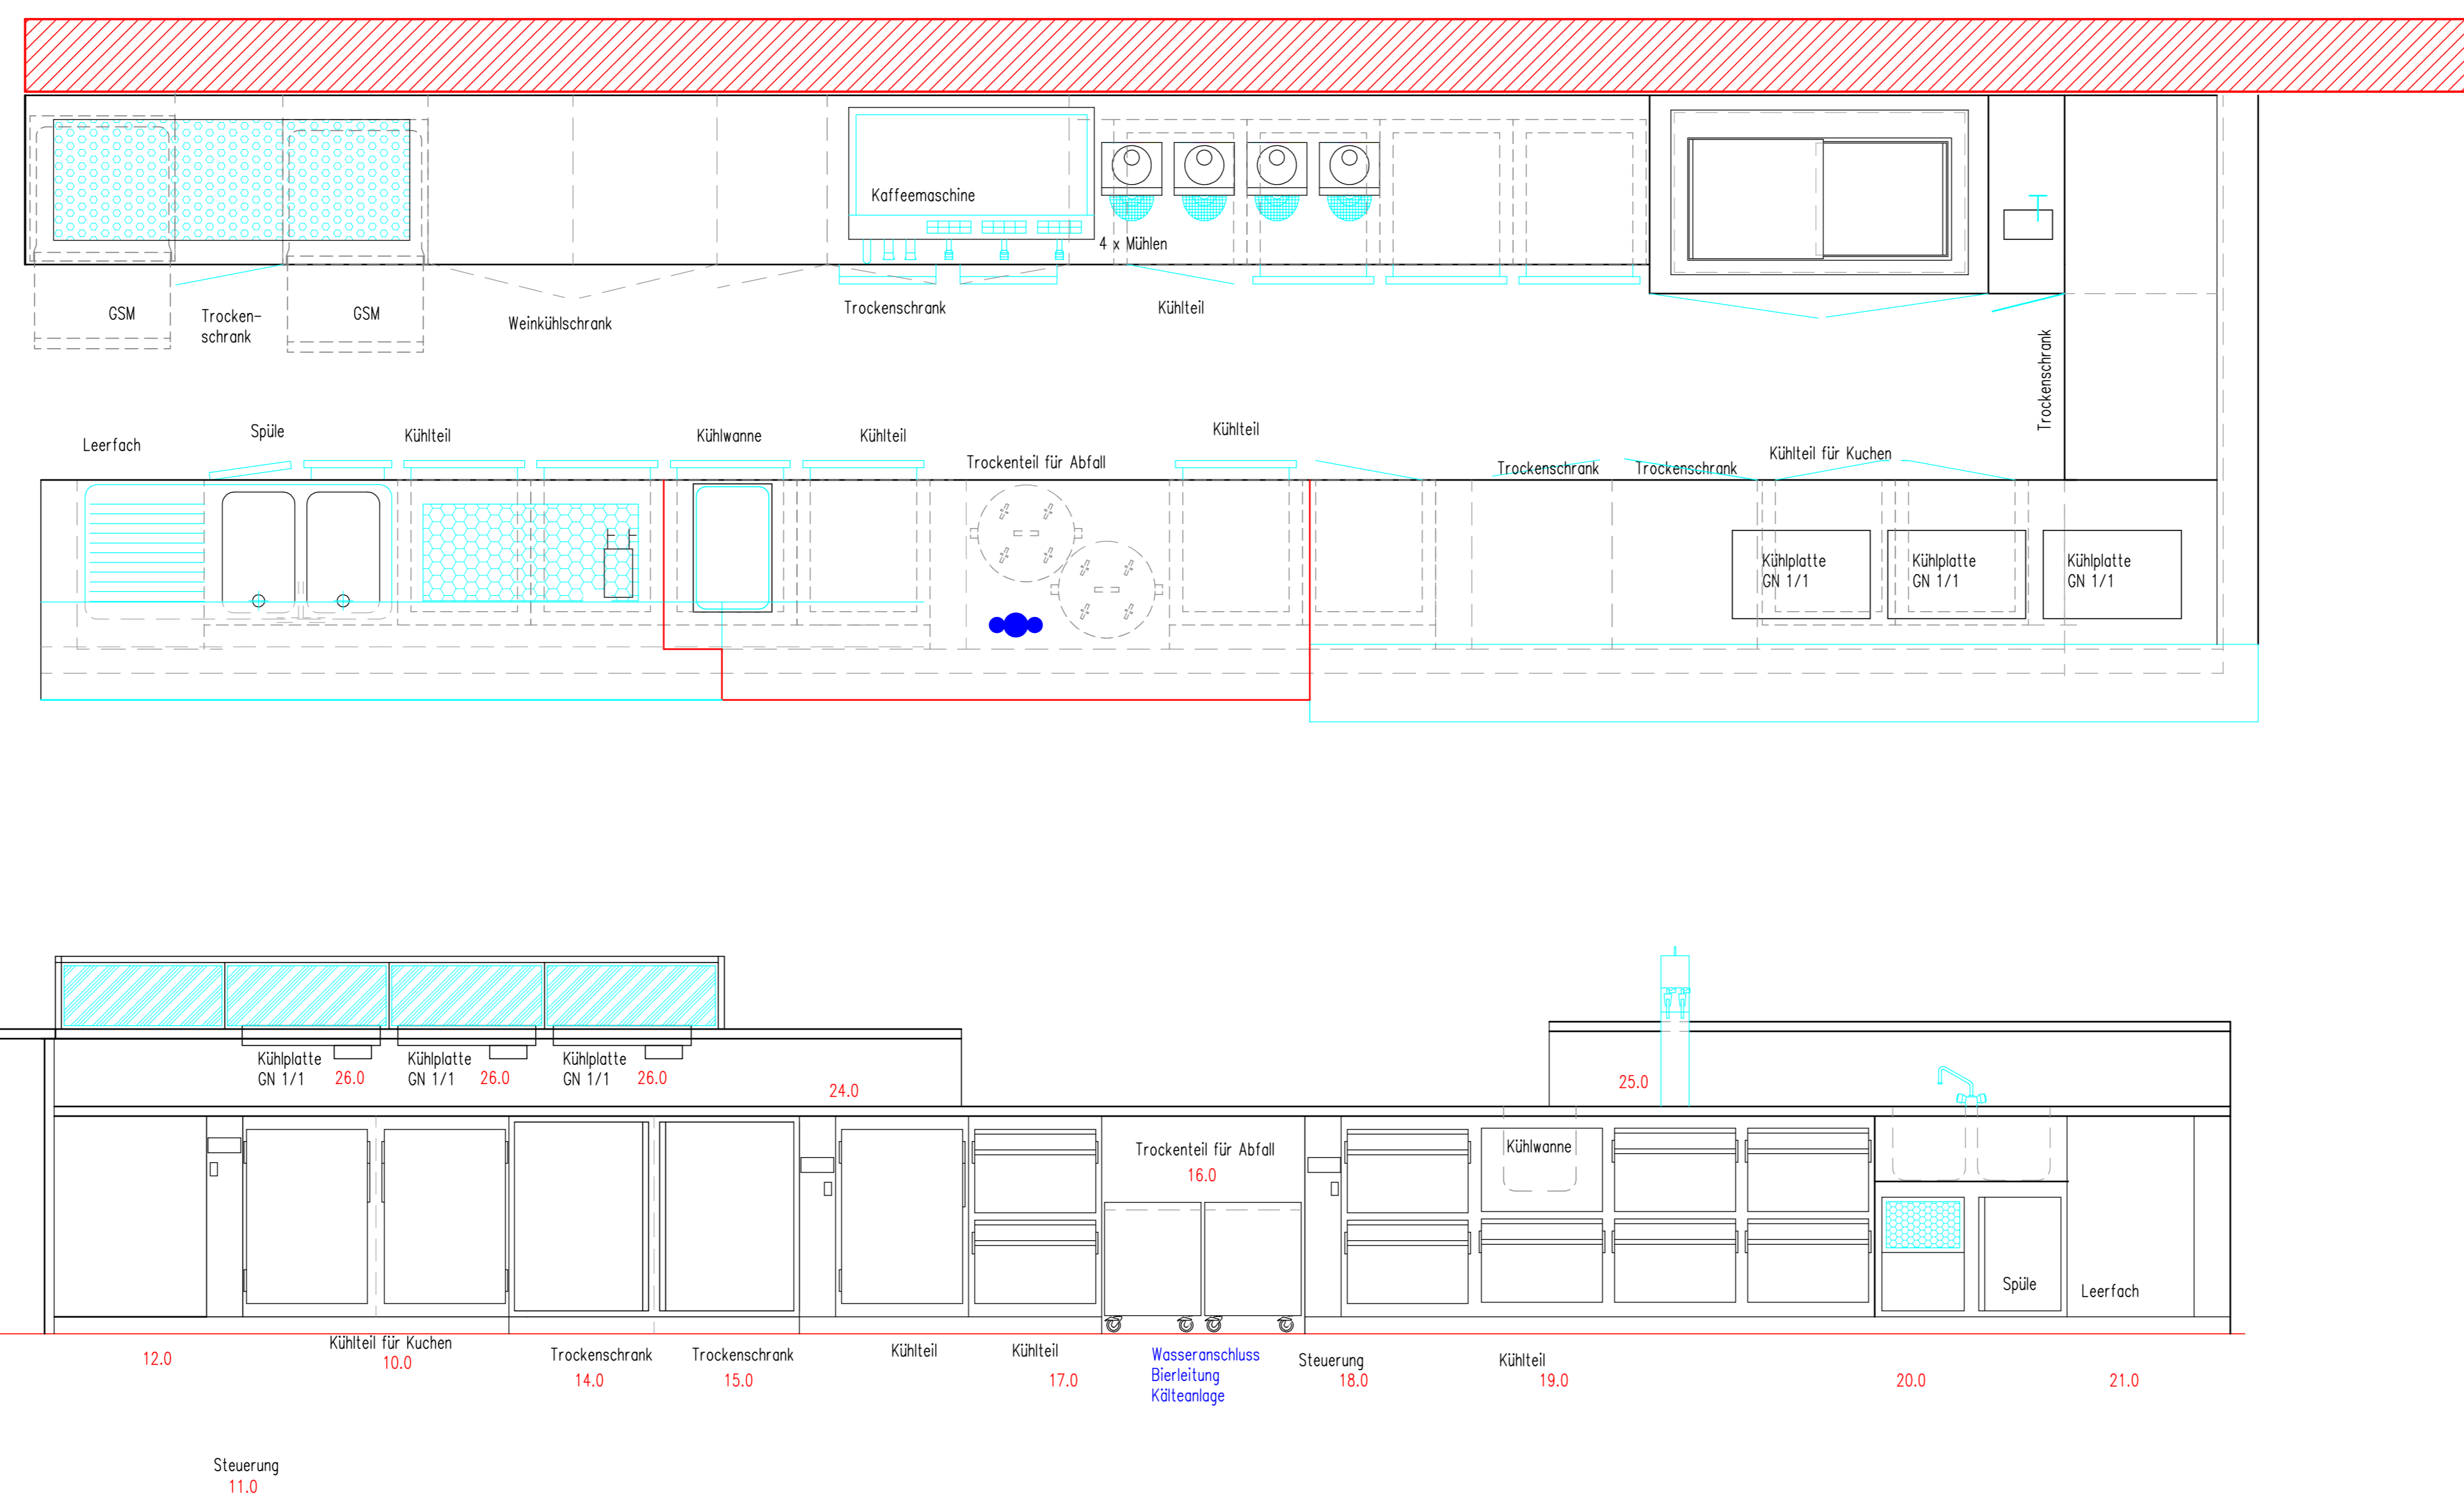 Kaffeemaschine
4 x Mühlen
GSM
Trocken-
schrank
GSM
Weinkühlschrank
Trockenschrank
Kühlteil
Trockenschrank
Leerfach
Spüle
Kühlteil
Kühlwanne
Kühlteil
Trockenteil für Abfall
Kühlteil
Trockenschrank
Trockenschrank
Kühlteil für Kuchen
Kühlplatte
GN 1/1
Kühlplatte
GN 1/1
Kühlplatte
GN 1/1
Kühlplatte
GN 1/1
26.0
Kühlplatte
GN 1/1
26.0
Kühlplatte
GN 1/1
26.0
24.0
25.0
Trockenteil für Abfall
16.0
Kühlwanne
Spüle
Leerfach
12.0
Kühlteil für Kuchen
10.0
Trockenschrank
14.0
Trockenschrank
15.0
Kühlteil
Kühlteil
17.0
Wasseranschluss
Bierleitung
Kälteanlage
Steuerung
18.0
Kühlteil
19.0
20.0
21.0
Steuerung
11.0